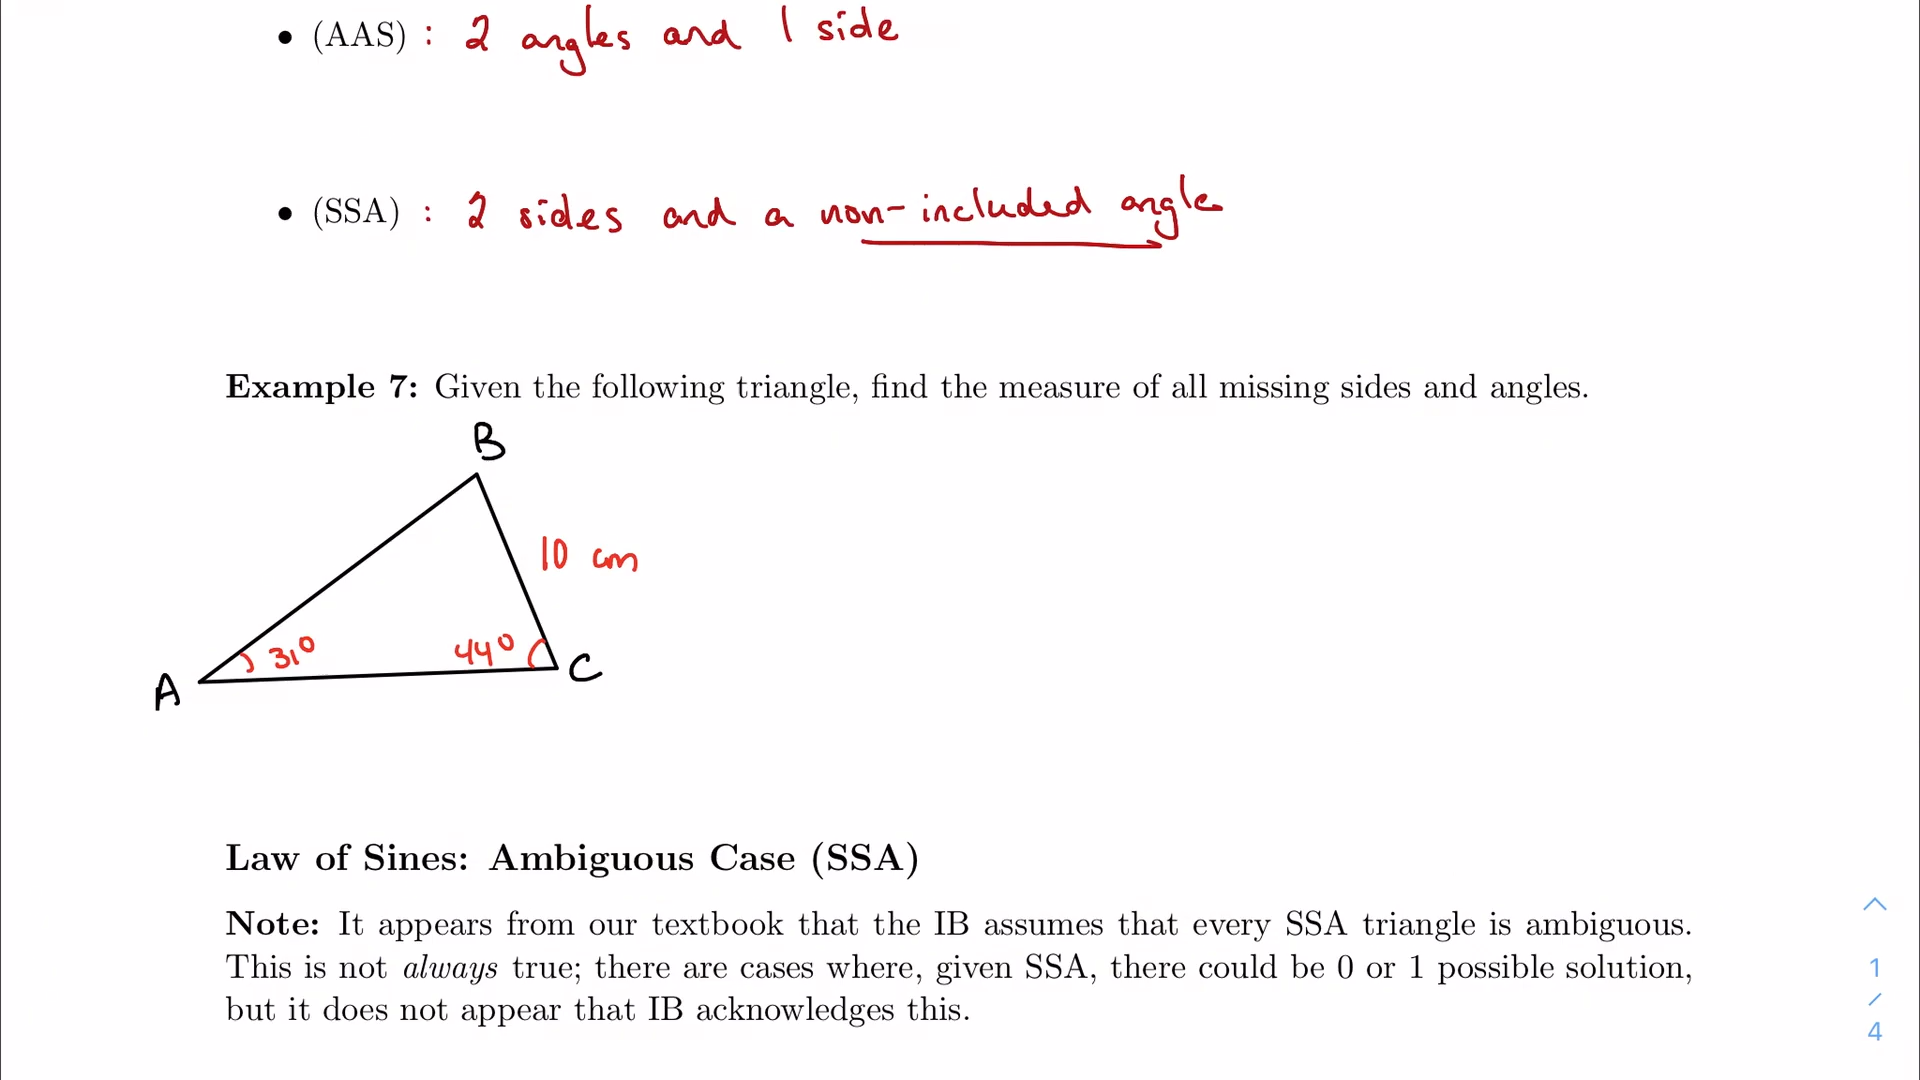 • (AAS) : 2 angles and 1 side
• (SSA) : 2 sides and a non-included angle
Example 7: Given the following triangle, find the measure of all missing sides and angles.
B
10 cm
31°
44°
A
C
Law of Sines: Ambiguous Case (SSA)
Note: It appears from our textbook that the IB assumes that every SSA triangle is ambiguous.
This is not always true; there are cases where, given SSA, there could be 0 or 1 possible solution,
but it does not appear that IB acknowledges this.
1
/
4